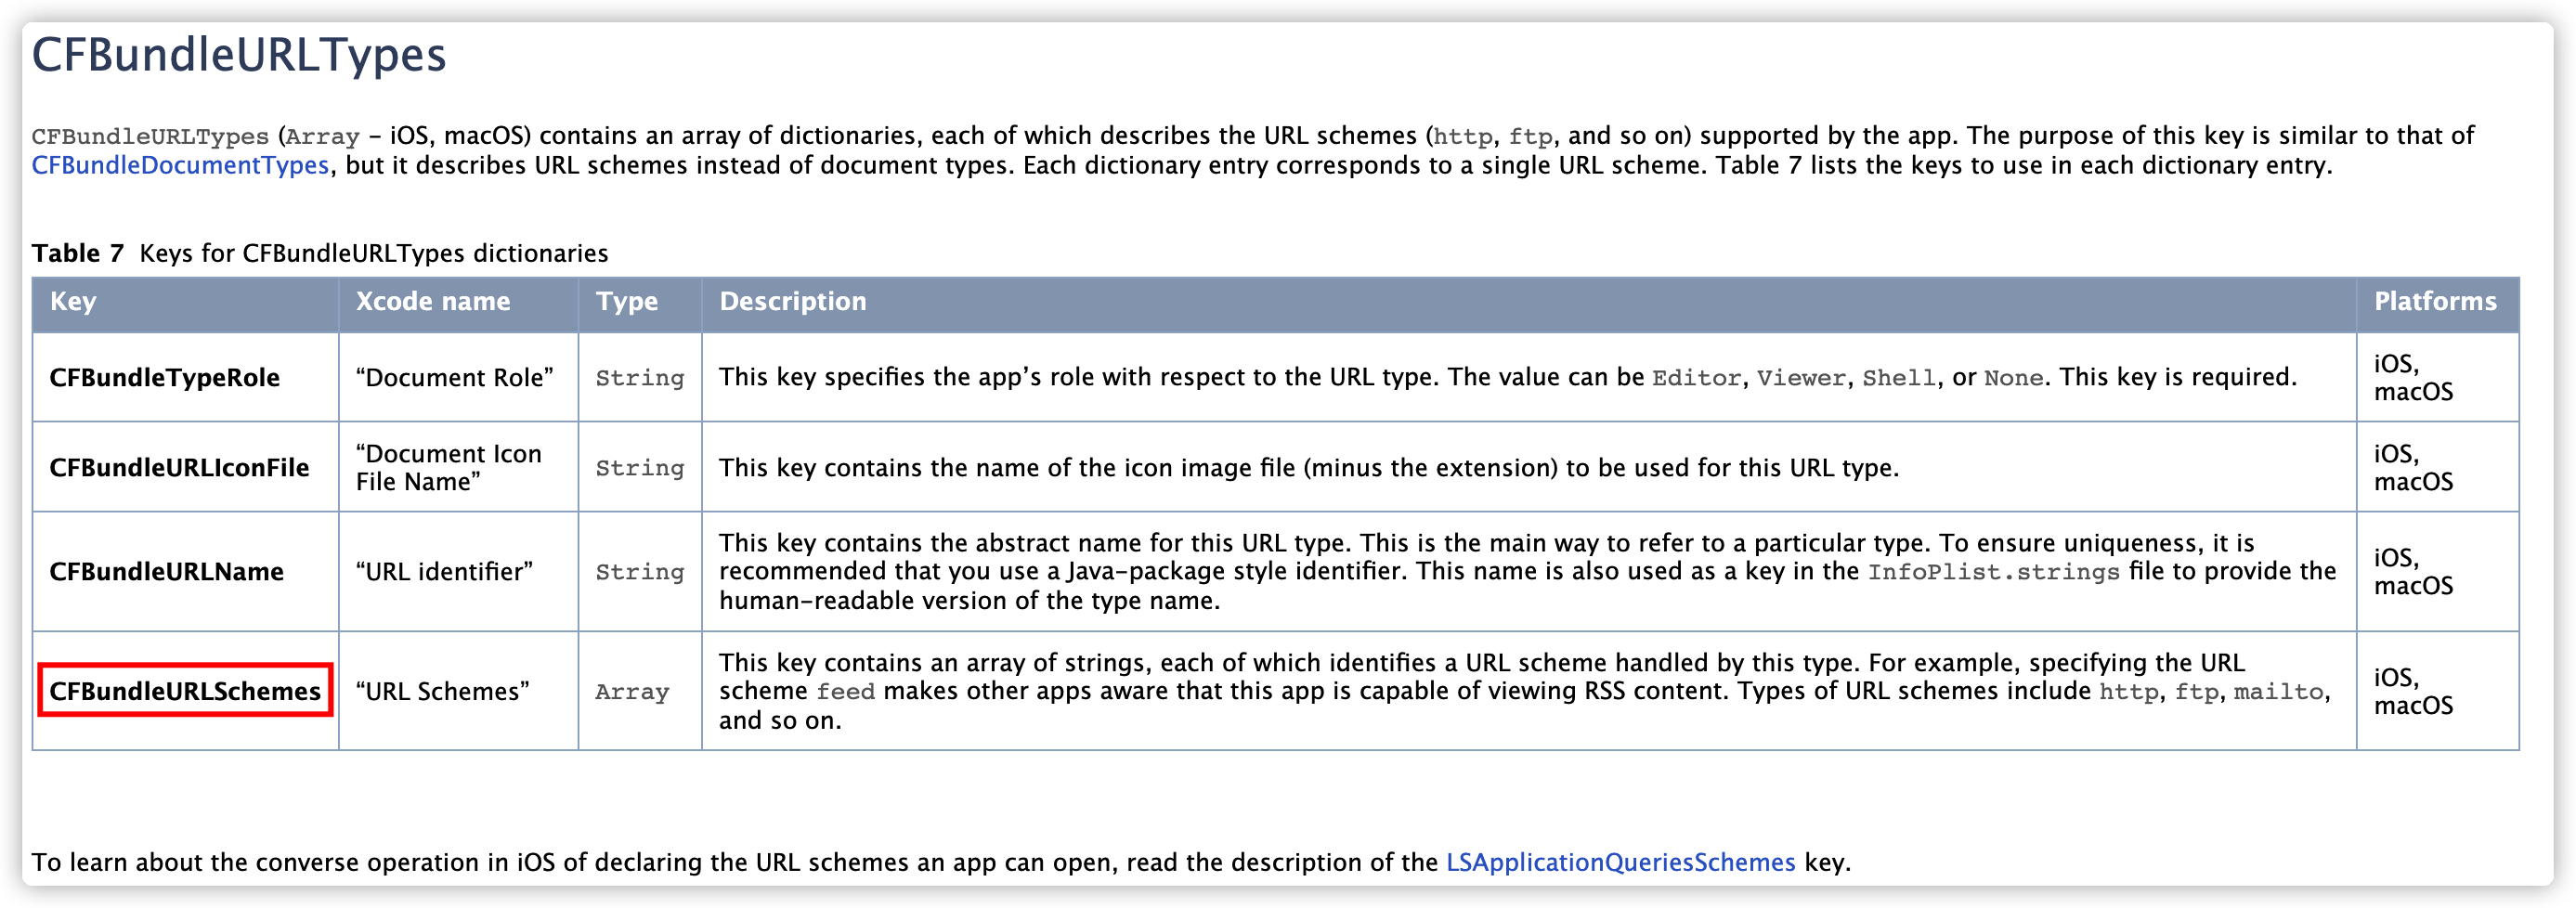 CFBundleURLTypes
CFBundleURLTypes (Array – iOS, macOS) contains an array of dictionaries, each of which describes the URL schemes (http, ftp, and so on) supported by the app. The purpose of this key is similar to that of
CFBundleDocumentTypes, but it describes URL schemes instead of document types. Each dictionary entry corresponds to a single URL scheme. Table 7 lists the keys to use in each dictionary entry.
Table 7 Keys for CFBundleURLTypes dictionaries
Key Xcode name Type Description Platforms
CFBundleTypeRole “Document Role” String This key specifies the app’s role with respect to the URL type. The value can be Editor, Viewer, Shell, or None. This key is required. iOS,
macOS
CFBundleURLIconFile “Document Icon
File Name” String This key contains the name of the icon image file (minus the extension) to be used for this URL type. iOS,
macOS
CFBundleURLName “URL identifier” String This key contains the abstract name for this URL type. This is the main way to refer to a particular type. To ensure uniqueness, it is
recommended that you use a Java–package style identifier. This name is also used as a key in the InfoPlist.strings file to provide the
human–readable version of the type name. iOS,
macOS
CFBundleURLSchemes “URL Schemes” Array This key contains an array of strings, each of which identifies a URL scheme handled by this type. For example, specifying the URL
scheme feed makes other apps aware that this app is capable of viewing RSS content. Types of URL schemes include http, ftp, mailto,
and so on. iOS,
macOS
To learn about the converse operation in iOS of declaring the URL schemes an app can open, read the description of the LSApplicationQueriesSchemes key.